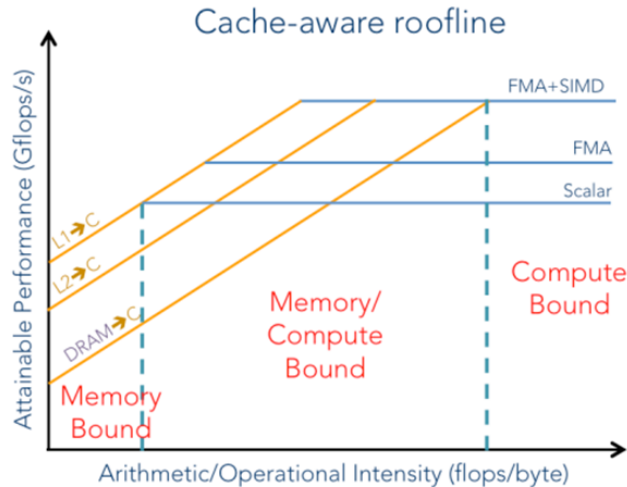 Cache-aware roofline
Attainable Performance (Gflops/s)
FMA+SIMD
FMA
Scalar
L1➔C
L2➔C
DRAM➔C
Memory
Bound
Memory/
Compute
Bound
Compute
Bound
Arithmetic/Operational Intensity (flops/byte)